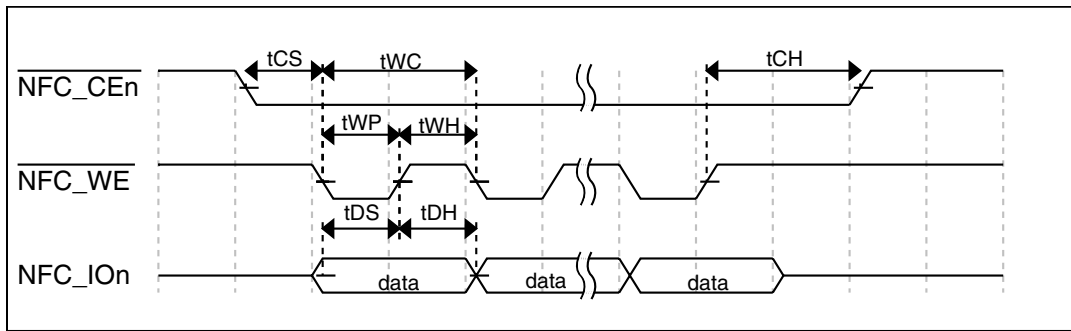 tCS
tWC
tCH
NFC_CEn
tWP
tWH
NFC_WE
tDS
tDH
NFC_IOn
data
data
data